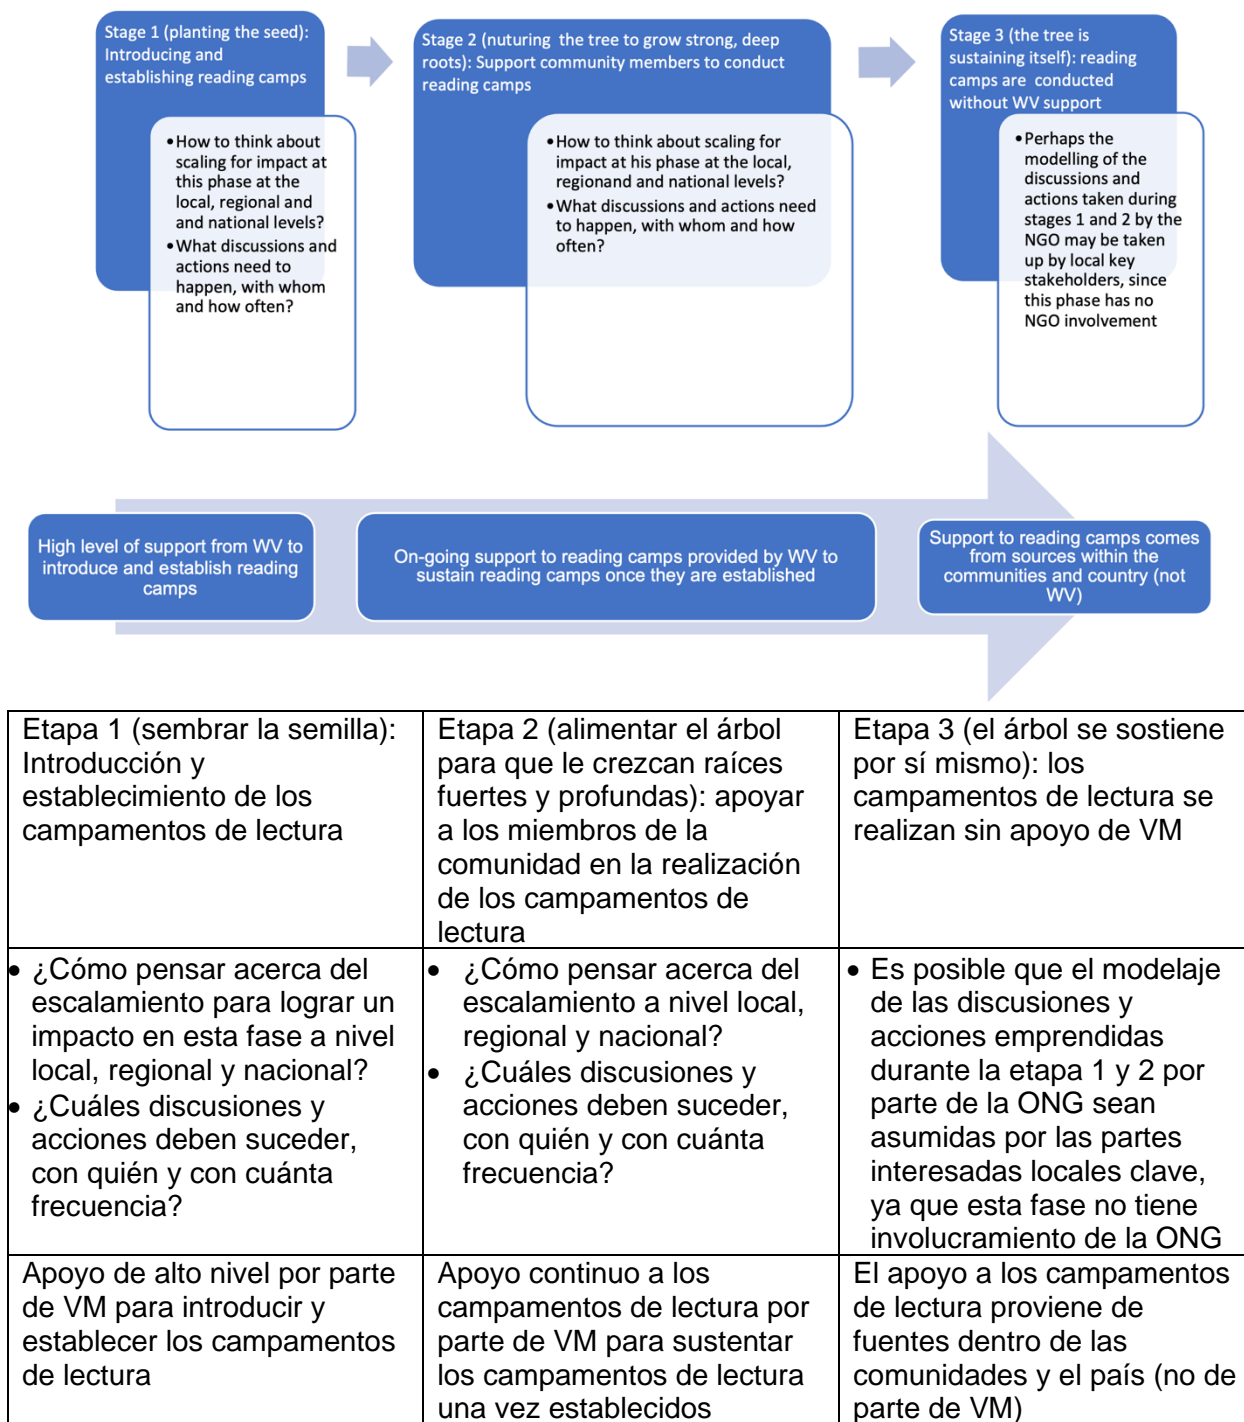 Stage 1 (planting the seed):
Introducing and
establishing reading camps
•How to think about
scaling for impact at
this phase at the
local, regional and
and national levels?
•What discussions and
actions need to
happen, with whom
and how often?
Stage 2 (nuturing the tree to grow strong, deep
roots): Support community members to conduct
reading camps
•How to think about scaling for
impact at his phase at the local,
regionand and national levels?
•What discussions and actions need
to happen, with whom and how
often?
Stage 3 (the tree is
sustaining itself): reading
camps are conducted
without WV support
•Perhaps the
modelling of the
discussions and
actions taken during
stages 1 and 2 by the
NGO may be taken
up by local key
stakeholders, since
this phase has no
NGO involvement
High level of support from WV to
introduce and establish reading
camps
On-going support to reading camps provided by WV to
sustain reading camps once they are established
Support to reading camps comes
from sources within the
communities and country (not
WV)
Etapa 1 (sembrar la semilla):
Introducción y
establecimiento de los
campamentos de lectura
Etapa 2 (alimentar el árbol
para que le crezcan raíces
fuertes y profundas): apoyar
a los miembros de la
comunidad en la realización
de los campamentos de
lectura
Etapa 3 (el árbol se sostiene
por sí mismo): los
campamentos de lectura se
realizan sin apoyo de VM
• ¿Cómo pensar acerca del
escalamiento para lograr un
impacto en esta fase a nivel
local, regional y nacional?
• ¿Cuáles discusiones y
acciones deben suceder,
con quién y con cuánta
frecuencia?
• ¿Cómo pensar acerca del
escalamiento a nivel local,
regional y nacional?
• ¿Cuáles discusiones y
acciones deben suceder,
con quién y con cuánta
frecuencia?
• Es posible que el modelaje
de las discusiones y
acciones emprendidas
durante la etapa 1 y 2 por
parte de la ONG sean
asumidas por las partes
interesadas locales clave,
ya que esta fase no tiene
involucramiento de la ONG
Apoyo de alto nivel por parte
de VM para introducir y
establecer los campamentos
de lectura
Apoyo continuo a los
campamentos de lectura por
parte de VM para sustentar
los campamentos de lectura
una vez establecidos
El apoyo a los campamentos
de lectura proviene de
fuentes dentro de las
comunidades y el país (no de
parte de VM)